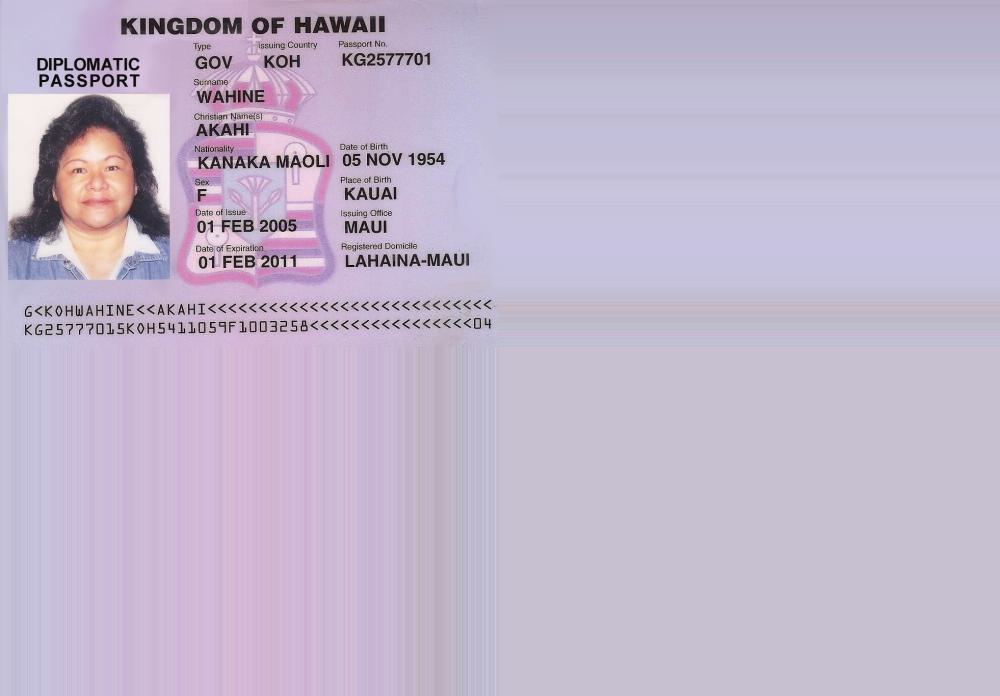 KINGDOM OF HAWAII
DIPLOMATIC
PASSPORT
Type Issuing Country Passport No.
GOV KOH KG2577701
Surname
WAHINE
Christian Name(s)
AKAHI
Nationality Date of Birth
KANAKA MAOLI 05 NOV 1954
Sex Place of Birth
F KAUAI
Date of Issue Issuing Office
01 FEB 2005 MAUI
Date of Expiration Registered Domicile
01 FEB 2011 LAHAINA-MAUI
G<KOHWAHINE<<AKAHI<<<<<<<<<<<<<<<<<<<<<<<<<<
KG25777015KOH5411059F1003258<<<<<<<<<<<<<<<<04